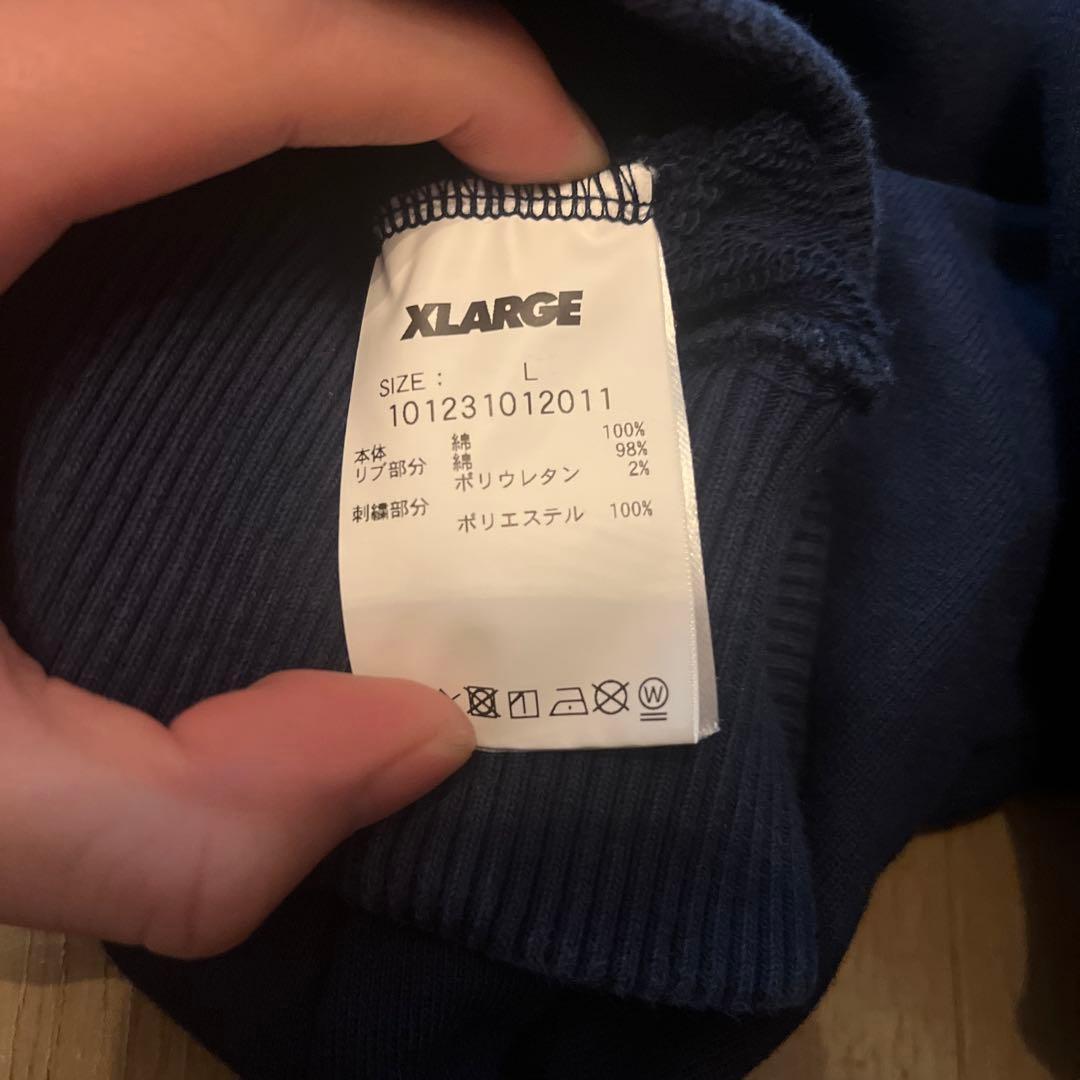 XLARGE
SIZE : L
101231012011
本体 綿 100%
リブ部分 綿 98%
ポリウレタン 2%
刺繍部分 ポリエステル 100%
W